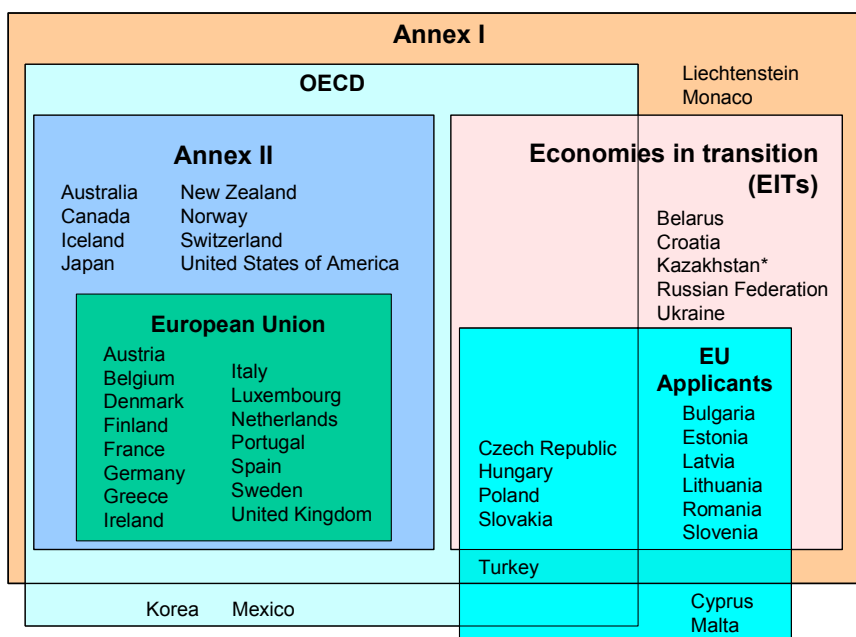 Annex I
OECD
Liechtenstein
Monaco
Annex II
Australia
Canada
Iceland
Japan
New Zealand
Norway
Switzerland
United States of America
European Union
Austria
Belgium
Denmark
Finland
France
Germany
Greece
Ireland
Italy
Luxembourg
Netherlands
Portugal
Spain
Sweden
United Kingdom
Economies in transition
(EITs)
Belarus
Croatia
Kazakhstan*
Russian Federation
Ukraine
EU
Applicants
Czech Republic
Hungary
Poland
Slovakia
Bulgaria
Estonia
Latvia
Lithuania
Romania
Slovenia
Turkey
Korea
Mexico
Cyprus
Malta